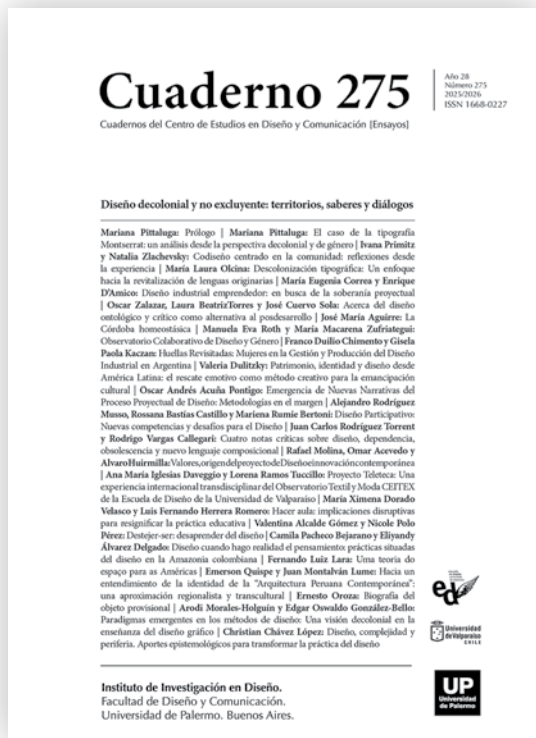 Cuaderno 275
Cuadernos del Centro de Estudios en Diseño y Comunicación [Ensayos]
Año 28
Número 275
2025/2026
ISSN 1668-0227
Diseño decolonial y no excluyente: territorios, saberes y diálogos
Mariana Pittaluga: Prólogo | Mariana Pittaluga: El caso de la tipografía
Montserrat: un análisis desde la perspectiva decolonial y de género | Ivana Primitz
y Natalia Zlachevsky: Codiseño centrado en la comunidad: reflexiones desde
la experiencia | María Laura Olcina: Descolonización tipográfica: Un enfoque
hacia la revitalización de lenguas originarias | María Eugenia Correa y Enrique
D'Amico: Diseño industrial emprendedor: en busca de la soberanía proyectual
| Oscar Zalazar, Laura BeatrizTorres y José Cuervo Sola: Acerca del diseño
ontológico y crítico como alternativa al posdesarrollo | José María Aguirre: La
Córdoba homeostásica | Manuela Eva Roth y María Macarena Zufriategui:
Observatorio Colaborativo de Diseño y Género | Franco Duilio Chimento y Gisela
Paola Kaczan: Huellas Revisitadas: Mujeres en la Gestión y Producción del Diseño
Industrial en Argentina | Valeria Dulitzky: Patrimonio, identidad y diseño desde
América Latina: el rescate emotivo como método creativo para la emancipación
cultural | Oscar Andrés Acuña Pontigo: Emergencia de Nuevas Narrativas del
Proceso Proyectual de Diseño: Metodologías en el margen | Alejandro Rodríguez
Musso, Rossana Bastías Castillo y Mariena Rumie Bertoni: Diseño Participativo:
Nuevas competencias y desafíos para el Diseño | Juan Carlos Rodríguez Torrent
y Rodrigo Vargas Callegari: Cuatro notas críticas sobre diseño, dependencia,
obsolescencia y nuevo lenguaje composicional | Rafael Molina, Omar Acevedo y
AlvaroHuirmilla: Valores, origen del proyecto de Diseño e innovación contemporánea
| Ana María Iglesias Daveggio y Lorena Ramos Tuccillo: Proyecto Teleteca: Una
experiencia internacional transdisciplinar del Observatorio Textil y Moda CEITEX
de la Escuela de Diseño de la Universidad de Valparaíso | María Ximena Dorado
Velasco y Luis Fernando Herrera Romero: Hacer aula: implicaciones disruptivas
para resignificar la práctica educativa | Valentina Alcalde Gómez y Nicole Polo
Pérez: Destejer-ser: desaprender del diseño | Camila Pacheco Bejarano y Eliyandy
Álvarez Delgado: Diseño cuando hago realidad el pensamiento: prácticas situadas
del diseño en la Amazonia colombiana | Fernando Luiz Lara: Uma teoria do
espaço para as Américas | Emerson Quispe y Juan Montalván Lume: Hacia un
entendimiento de la identidad de la "Arquitectura Peruana Contemporánea":
una aproximación regionalista y transcultural | Ernesto Oroza: Biografía del
objeto provisional | Arodi Morales-Holguín y Edgar Oswaldo González-Bello:
Paradigmas emergentes en los métodos de diseño: Una visión decolonial en la
enseñanza del diseño gráfico | Christian Chávez López: Diseño, complejidad y
periferia. Aportes epistemológicos para transformar la práctica del diseño
ed
Universidad
de Valparaíso
CHILE
Instituto de Investigación en Diseño.
Facultad de Diseño y Comunicación.
Universidad de Palermo. Buenos Aires.
UP
Universidad
de Palermo